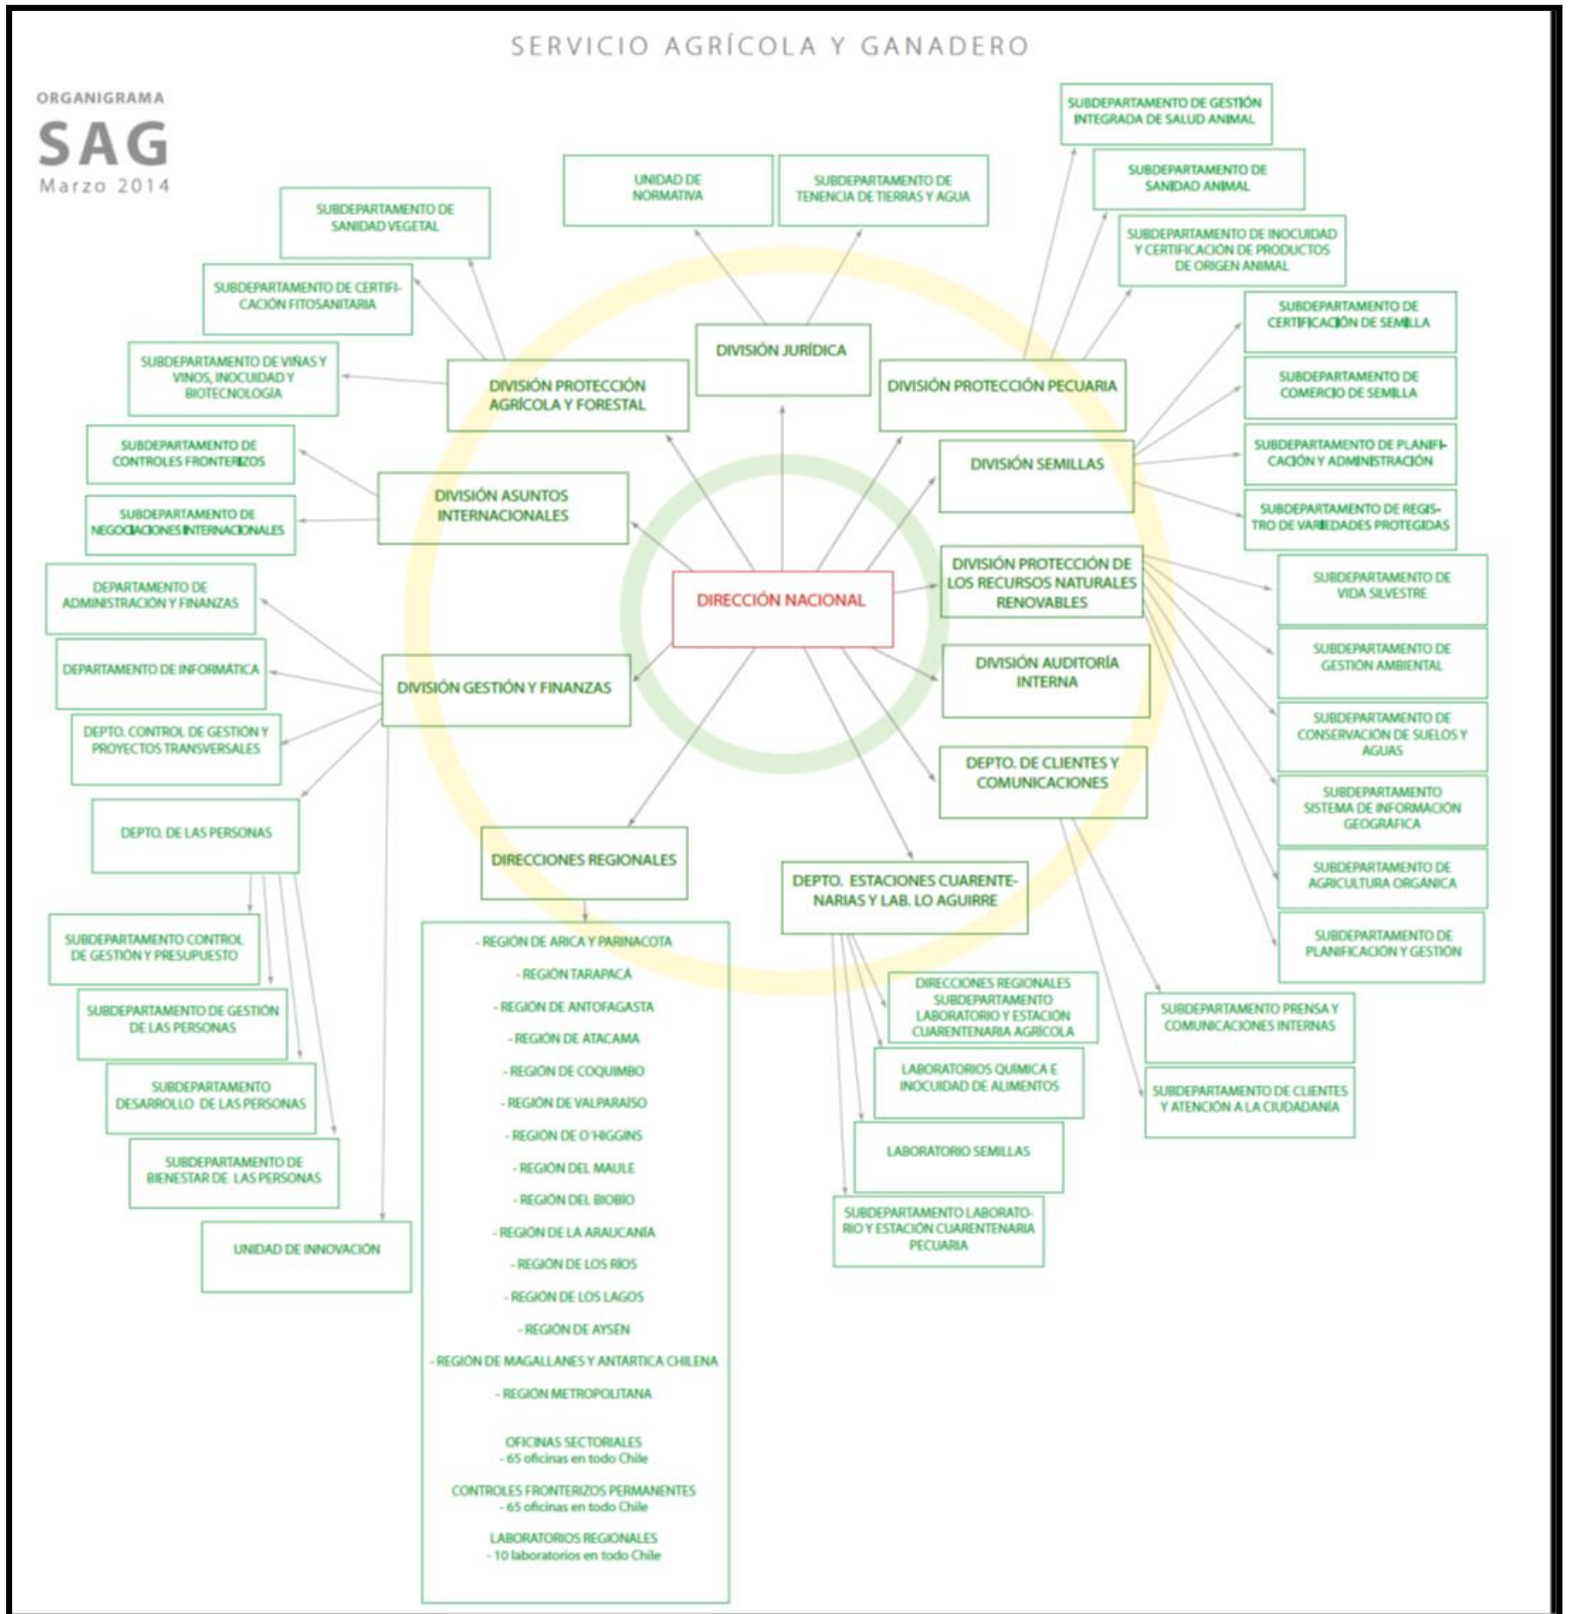 SERVICIO AGRÍCOLA Y GANADERO
ORGANIGRAMA
SAG
Marzo 2014
SUBDEPARTAMENTO DE GESTIÓN
INTEGRADA DE SALUD ANIMAL
SUBDEPARTAMENTO DE
SANIDAD ANIMAL
SUBDEPARTAMENTO DE INOCUIDAD
Y CERTIFICACIÓN DE PRODUCTOS
DE ORIGEN ANIMAL
UNIDAD DE
NORMATIVA
SUBDEPARTAMENTO DE
TENENCIA DE TIERRAS Y AGUA
SUBDEPARTAMENTO DE
SANIDAD VEGETAL
SUBDEPARTAMENTO DE CERTIFI-
CACIÓN FITOSANITARIA
SUBDEPARTAMENTO DE VIÑAS Y
VINOS, INOCUIDAD Y
BIOTECNOLOGÍA
DIVISIÓN PROTECCIÓN
AGRÍCOLA Y FORESTAL
DIVISIÓN JURÍDICA
DIVISIÓN PROTECCIÓN PECUARIA
SUBDEPARTAMENTO DE
CERTIFICACIÓN DE SEMILLA
SUBDEPARTAMENTO DE
COMERCIO DE SEMILLA
SUBDEPARTAMENTO DE PLANIFI-
CACIÓN Y ADMINISTRACIÓN
SUBDEPARTAMENTO DE REGIS-
TRO DE VARIEDADES PROTEGIDAS
DIVISIÓN SEMILLAS
SUBDEPARTAMENTO DE
CONTROLES FRONTERIZOS
SUBDEPARTAMENTO DE
NEGOCIACIONES INTERNACIONALES
DIVISIÓN ASUNTOS
INTERNACIONALES
DIRECCIÓN NACIONAL
DIVISIÓN PROTECCIÓN DE
LOS RECURSOS NATURALES
RENOVABLES
SUBDEPARTAMENTO DE
VIDA SILVESTRE
SUBDEPARTAMENTO DE
GESTIÓN AMBIENTAL
SUBDEPARTAMENTO DE
CONSERVACIÓN DE SUELOS Y
AGUAS
SUBDEPARTAMENTO
SISTEMA DE INFORMACIÓN
GEOGRÁFICA
SUBDEPARTAMENTO DE
AGRICULTURA ORGÁNICA
SUBDEPARTAMENTO DE
PLANIFICACIÓN Y GESTIÓN
DIVISIÓN AUDITORÍA
INTERNA
DEPTO. DE CLIENTES Y
COMUNICACIONES
DEPARTAMENTO DE
ADMINISTRACIÓN Y FINANZAS
DEPARTAMENTO DE INFORMÁTICA
DEPTO. CONTROL DE GESTIÓN Y
PROYECTOS TRANSVERSALES
DIVISIÓN GESTIÓN Y FINANZAS
DEPTO. DE LAS PERSONAS
SUBDEPARTAMENTO CONTROL
DE GESTIÓN Y PRESUPUESTO
SUBDEPARTAMENTO DE GESTIÓN
DE LAS PERSONAS
SUBDEPARTAMENTO
DESARROLLO DE LAS PERSONAS
SUBDEPARTAMENTO DE
BIENESTAR DE LAS PERSONAS
UNIDAD DE INNOVACIÓN
DIRECCIONES REGIONALES
- REGIÓN DE ARICA Y PARINACOTA
- REGIÓN TARAPACÁ
- REGIÓN DE ANTOFAGASTA
- REGIÓN DE ATACAMA
- REGIÓN DE COQUIMBO
- REGIÓN DE VALPARAÍSO
- REGIÓN DE O'HIGGINS
- REGIÓN DEL MAULE
- REGIÓN DEL BIOBÍO
- REGIÓN DE LA ARAUCANÍA
- REGIÓN DE LOS RÍOS
- REGIÓN DE LOS LAGOS
- REGIÓN DE AYSÉN
- REGIÓN DE MAGALLANES Y ANTÁRTICA CHILENA
- REGIÓN METROPOLITANA
OFICINAS SECTORIALES
- 65 oficinas en todo Chile
CONTROLES FRONTERIZOS PERMANENTES
- 65 oficinas en todo Chile
LABORATORIOS REGIONALES
- 10 laboratorios en todo Chile
DEPTO. ESTACIONES CUARENTE-
NARIAS Y LAB. LO AGUIRRE
DIRECCIONES REGIONALES
SUBDEPARTAMENTO
LABORATORIO Y ESTACIÓN
CUARENTENARIA AGRÍCOLA
LABORATORIOS QUÍMICA E
INOCUIDAD DE ALIMENTOS
LABORATORIO SEMILLAS
SUBDEPARTAMENTO LABORATO-
RIO Y ESTACIÓN CUARENTENARIA
PECUARIA
SUBDEPARTAMENTO PRENSA Y
COMUNICACIONES INTERNAS
SUBDEPARTAMENTO DE CLIENTES
Y ATENCIÓN A LA CIUDADANÍA